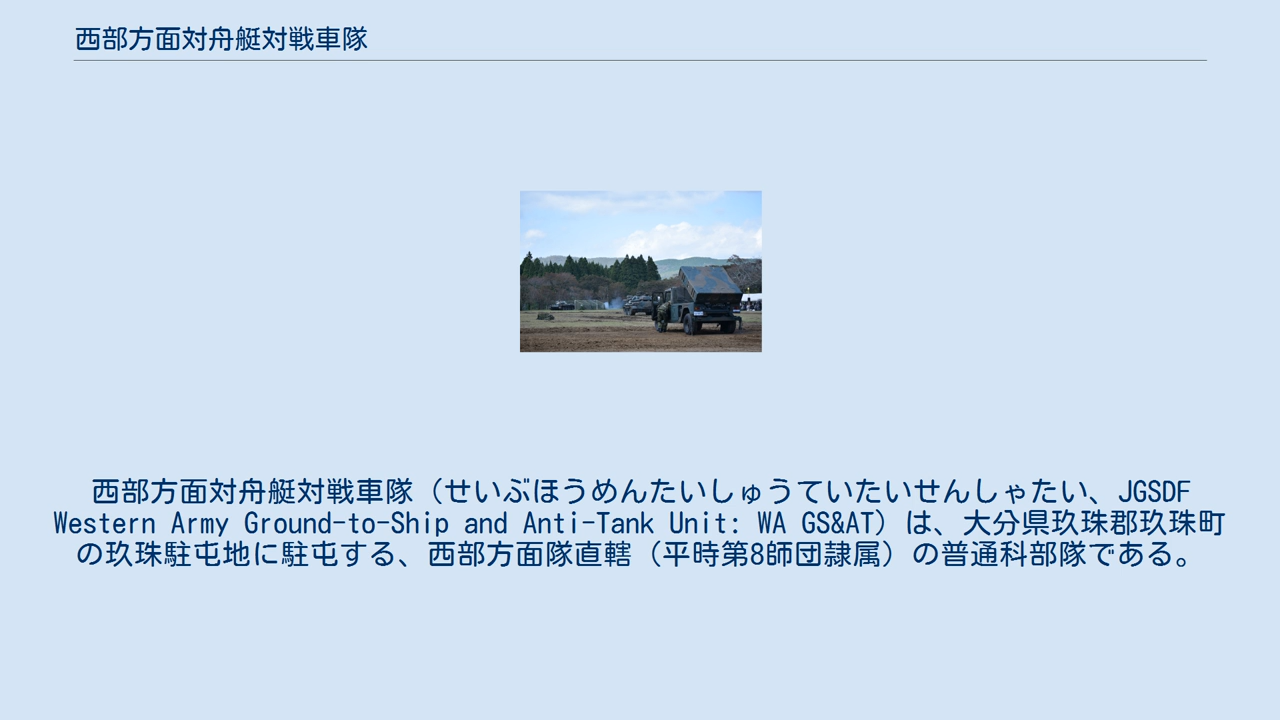 西部方面対舟艇対戦車隊
西部方面対舟艇対戦車隊（せいぶほうめんたいしゅうていたいせんしゃたい、JGSDF
Western Army Ground-to-Ship and Anti-Tank Unit: WA GS&AT）は、大分県玖珠郡玖珠町
の玖珠駐屯地に駐屯する、西部方面隊直轄（平時第8師団隷属）の普通科部隊である。